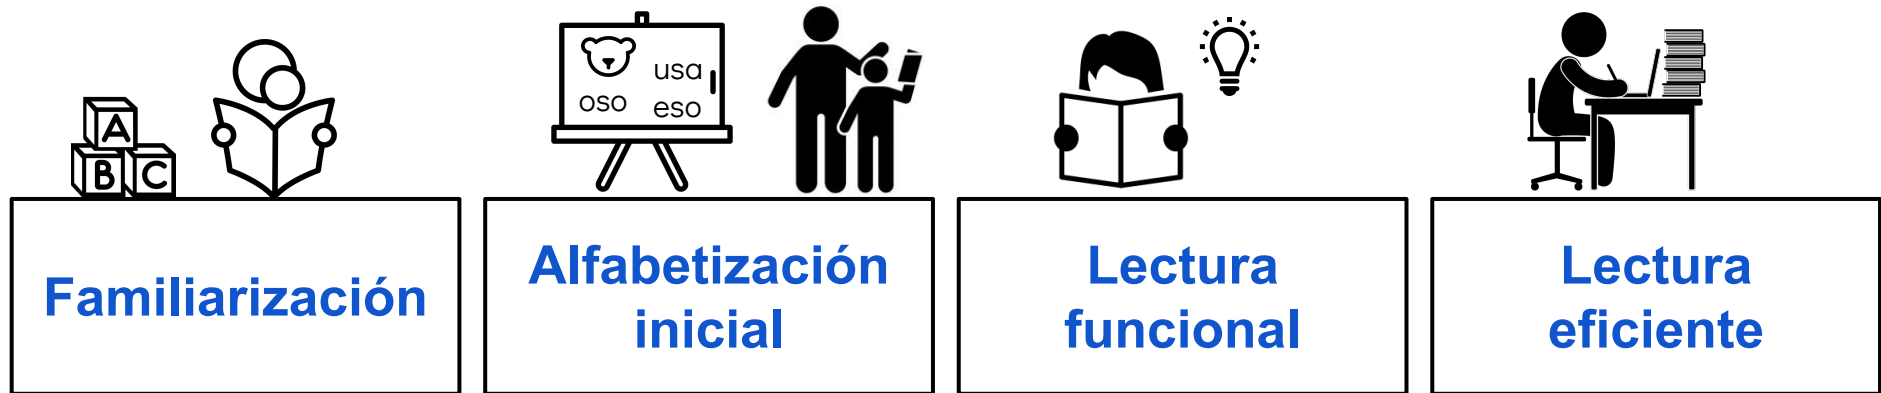 A
B C
usa
oso
eso
Familiarización
Alfabetización
inicial
Lectura
funcional
Lectura
eficiente